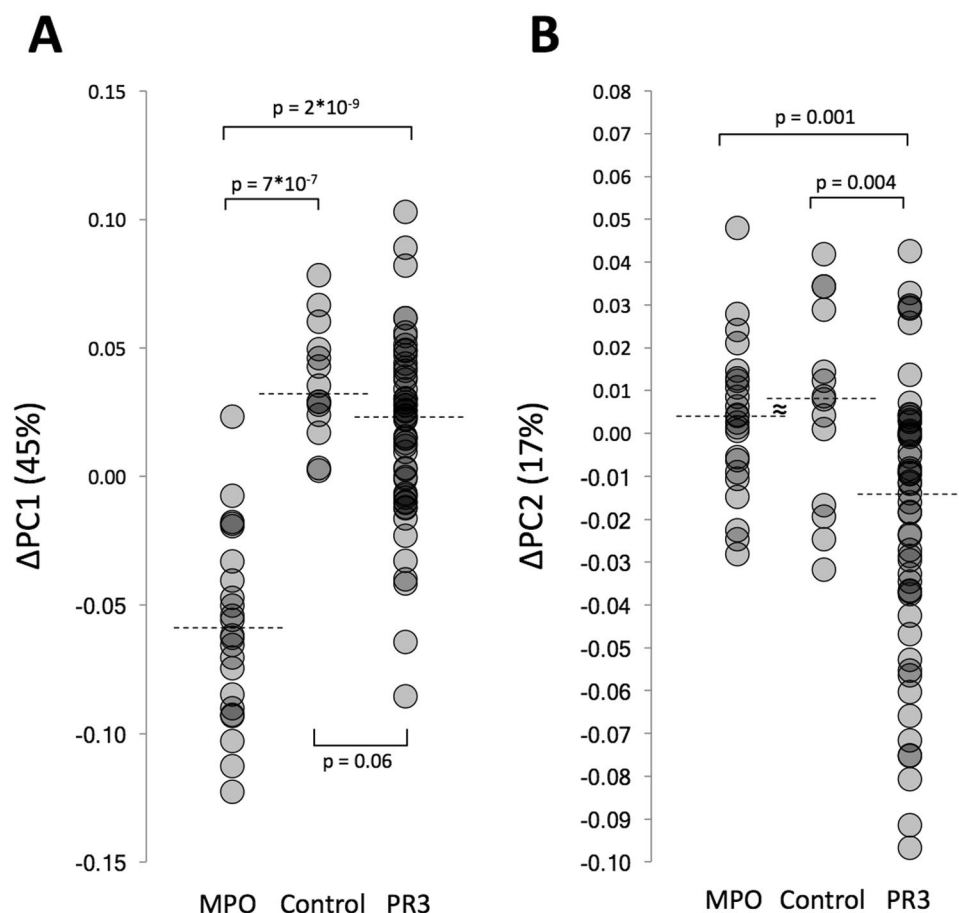 A
B
ΔPC1 (45%)
0.15
0.10
0.05
0.00
-0.05
-0.10
-0.15
p = 2*10-9
p = 7*10-7
p = 0.06
MPO Control PR3
ΔPC2 (17%)
0.08
0.07
0.06
0.05
0.04
0.03
0.02
0.01
0.00
-0.01
-0.02
-0.03
-0.04
-0.05
-0.06
-0.07
-0.08
-0.09
-0.10
p = 0.001
p = 0.004
≈
MPO Control PR3